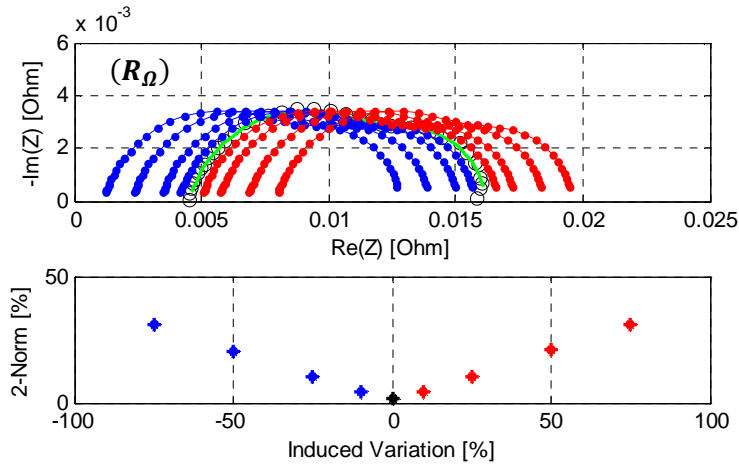 x 10⁻³
6
4
2
0
-Im(Z) [Ohm]
(R_Ω)
0 0.005 0.01 0.015 0.02 0.025
Re(Z) [Ohm]
50
0
2-Norm [%]
-100 -50 0 50 100
Induced Variation [%]